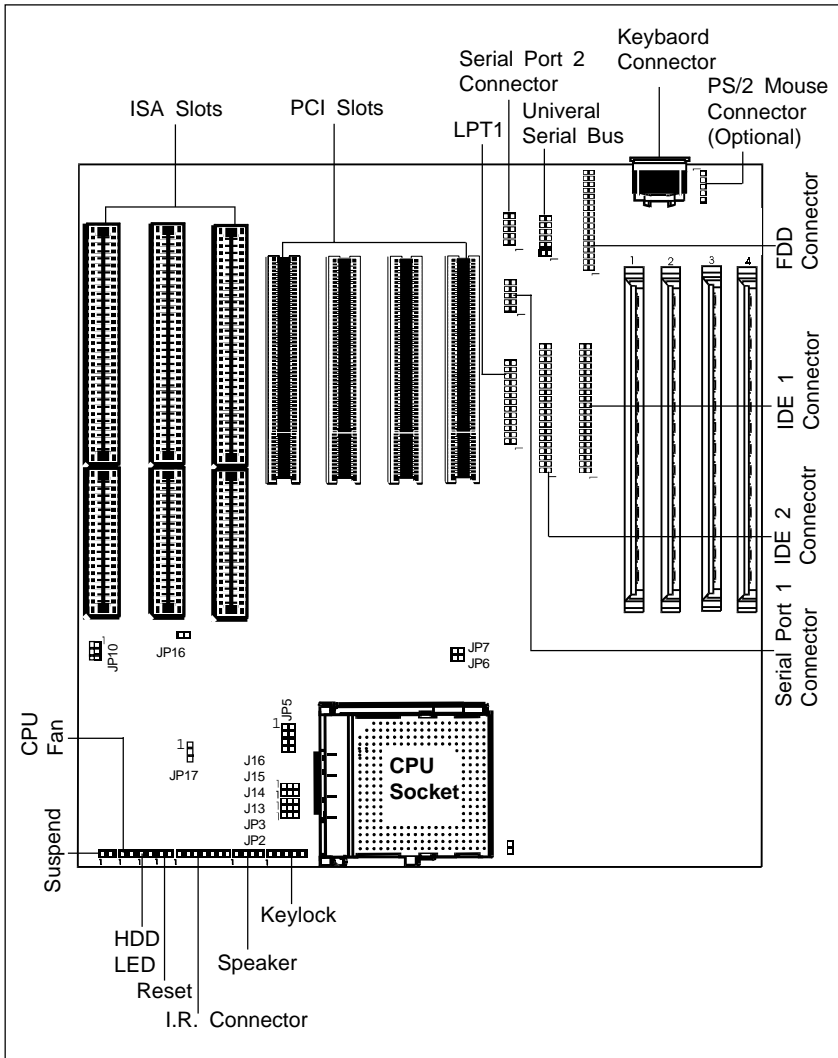 Serial Port 2
Connector
Keybaord
Connector
PS/2 Mouse
Connector
(Optional)
ISA Slots
PCI Slots
LPT1
Univeral
Serial Bus
FDD
Connector
1
2
3
4
IDE 1
Connector
IDE 2
Connecotr
Serial Port 1
Connector
1
JP10
JP16
JP7
JP6
CPU
Fan
1
JP17
1
JP5
J16
J15
J14
J13
JP3
JP2
CPU
Socket
Suspend
Keylock
HDD
LED
Speaker
Reset
I.R. Connector